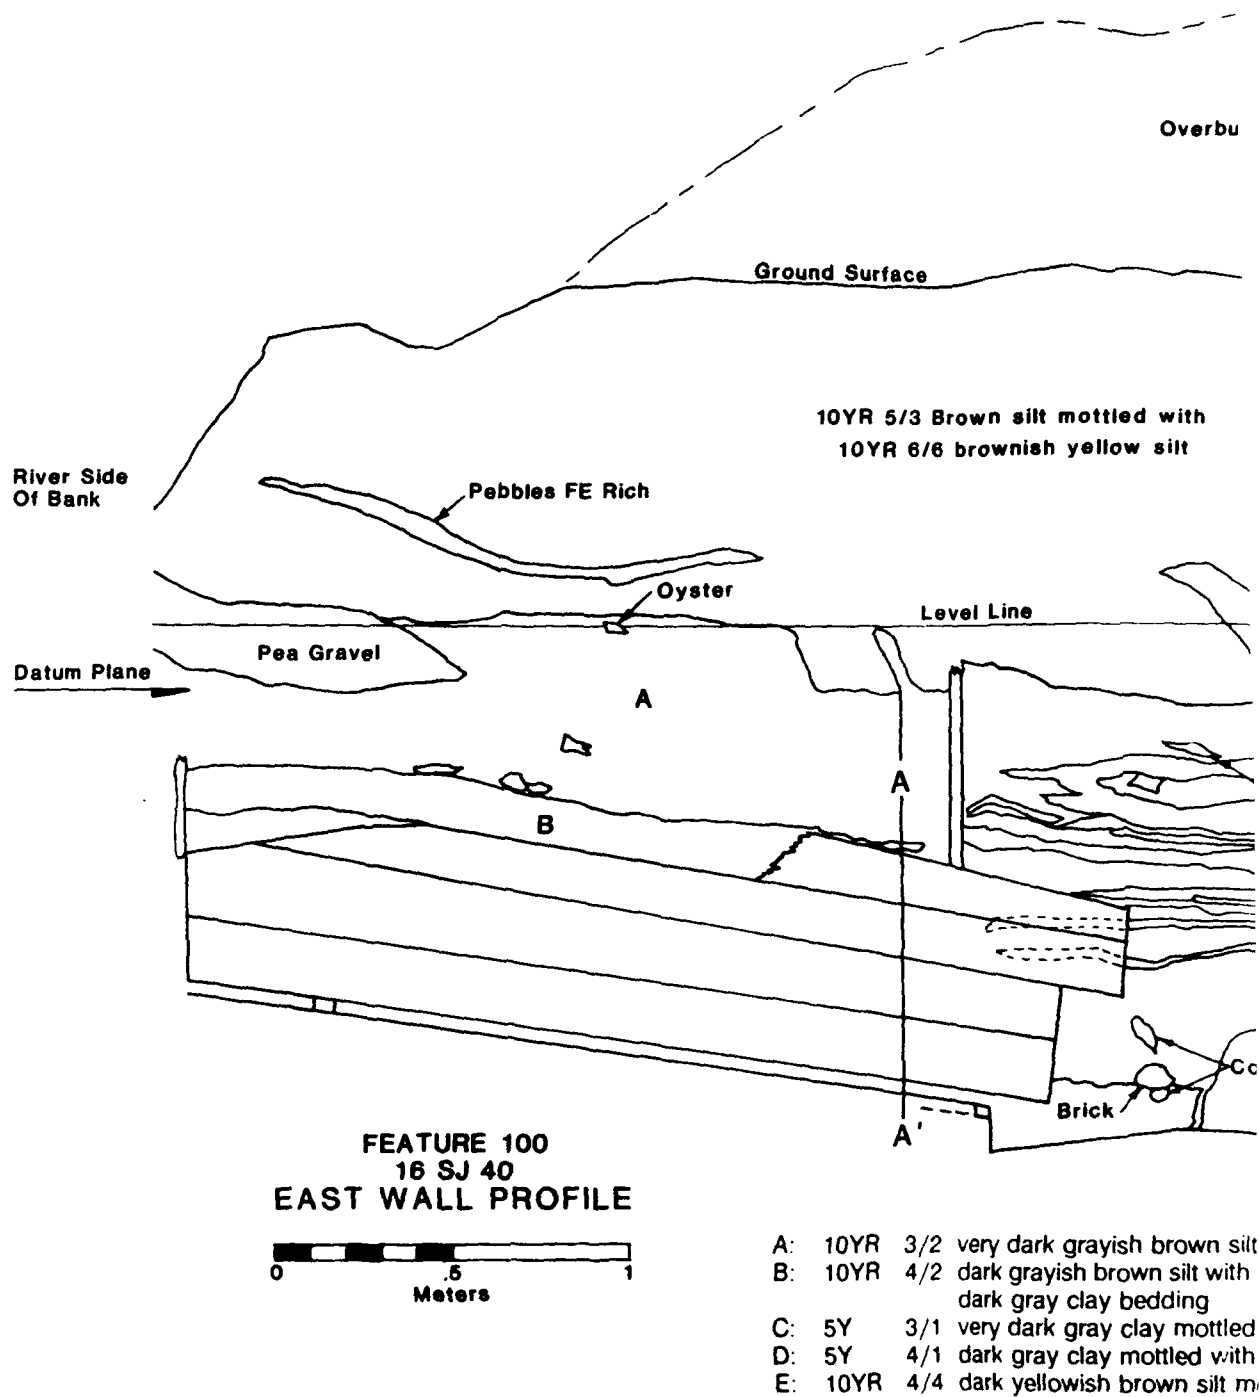 Overbu
Ground Surface
10YR 5/3 Brown silt mottled with
10YR 6/6 brownish yellow silt
River Side
Of Bank
Pebbles FE Rich
Oyster
Level Line
Pea Gravel
Datum Plane
A
A
B
Co
Brick
A'
FEATURE 100
16 SJ 40
EAST WALL PROFILE
0 .5 1
Meters
A: 10YR 3/2 very dark grayish brown silt
B: 10YR 4/2 dark grayish brown silt with
dark gray clay bedding
C: 5Y 3/1 very dark gray clay mottled
D: 5Y 4/1 dark gray clay mottled with
E: 10YR 4/4 dark yellowish brown silt mo